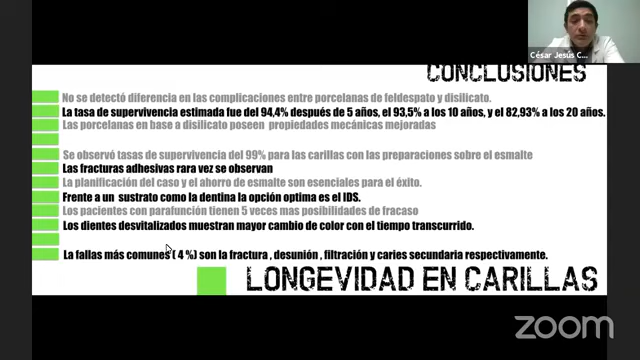 César Jesús C...
CONCLUSIONES
No se detectó diferencia en las complicaciones entre porcelanas de feldespato y disilicato.
La tasa de supervivencia estimada fue del 94,4% después de 5 años, el 93,5% a los 10 años, y el 82,93% a los 20 años.
Las porcelanas en base a disilicato poseen propiedades mecánicas mejoradas
Se observó tasas de supervivencia del 99% para las carillas con las preparaciones sobre el esmalte
Las fracturas adhesivas rara vez se observan
La planificación del caso y el ahorro de esmalte son esenciales para el éxito.
Frente a un sustrato como la dentina la opción optima es el IDS.
Los pacientes con parafunción tienen 5 veces mas posibilidades de fracaso
Los dientes desvitalizados muestran mayor cambio de color con el tiempo transcurrido.
La fallas más comunes ( 4 %) son la fractura , desunión , filtración y caries secundaria respectivamente.
LONGEVIDAD EN CARILLAS
zoom